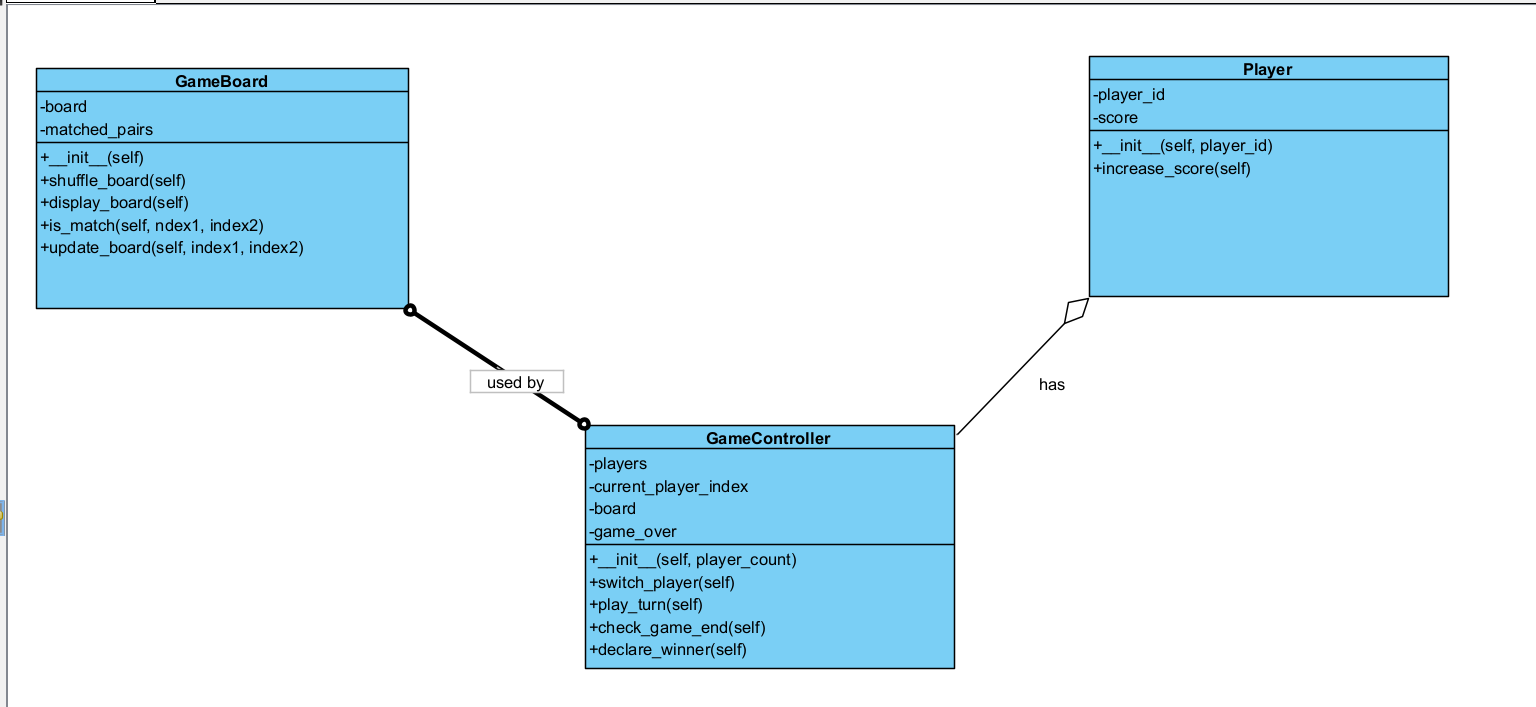 GameBoard
-board
-matched_pairs
+__init__(self)
+shuffle_board(self)
+display_board(self)
+is_match(self, ndex1, index2)
+update_board(self, index1, index2)
Player
-player_id
-score
+__init__(self, player_id)
+increase_score(self)
used by
has
GameController
-players
-current_player_index
-board
-game_over
+__init__(self, player_count)
+switch_player(self)
+play_turn(self)
+check_game_end(self)
+declare_winner(self)